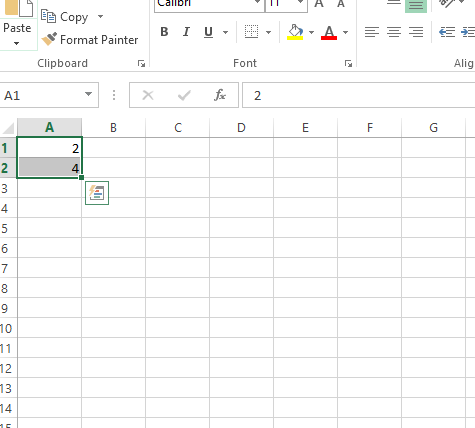 Calibri 11 A A
Paste
Copy
Format Painter
B I U A
Clipboard Font Alig
A1 fx 2
A B C D E F G
1 2
2 4
3
4
5
6
7
8
9
10
11
12
13
14
15